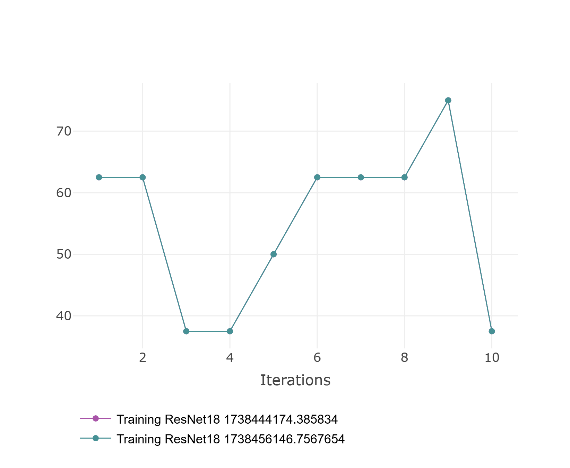 70
60
50
40
2 4 6 8 10
Iterations
Training ResNet18 1738444174.385834
Training ResNet18 1738456146.7567654